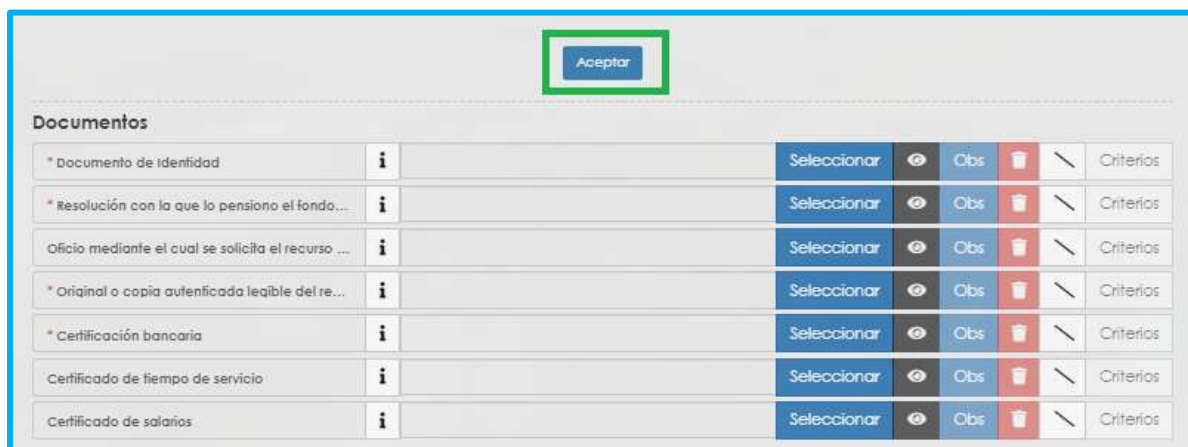 Aceptar
Documentos
* Documento de Identidad i Seleccionar Obs Criterios
* Resolución con la que lo pensiono el fondo... i Seleccionar Obs Criterios
Oficio mediante el cual se solicita el recurso ... i Seleccionar Obs Criterios
* Original o copia autenticada legible del re... i Seleccionar Obs Criterios
* Certificación bancaria i Seleccionar Obs Criterios
Certificado de tiempo de servicio i Seleccionar Obs Criterios
Certificado de salarios i Seleccionar Obs Criterios